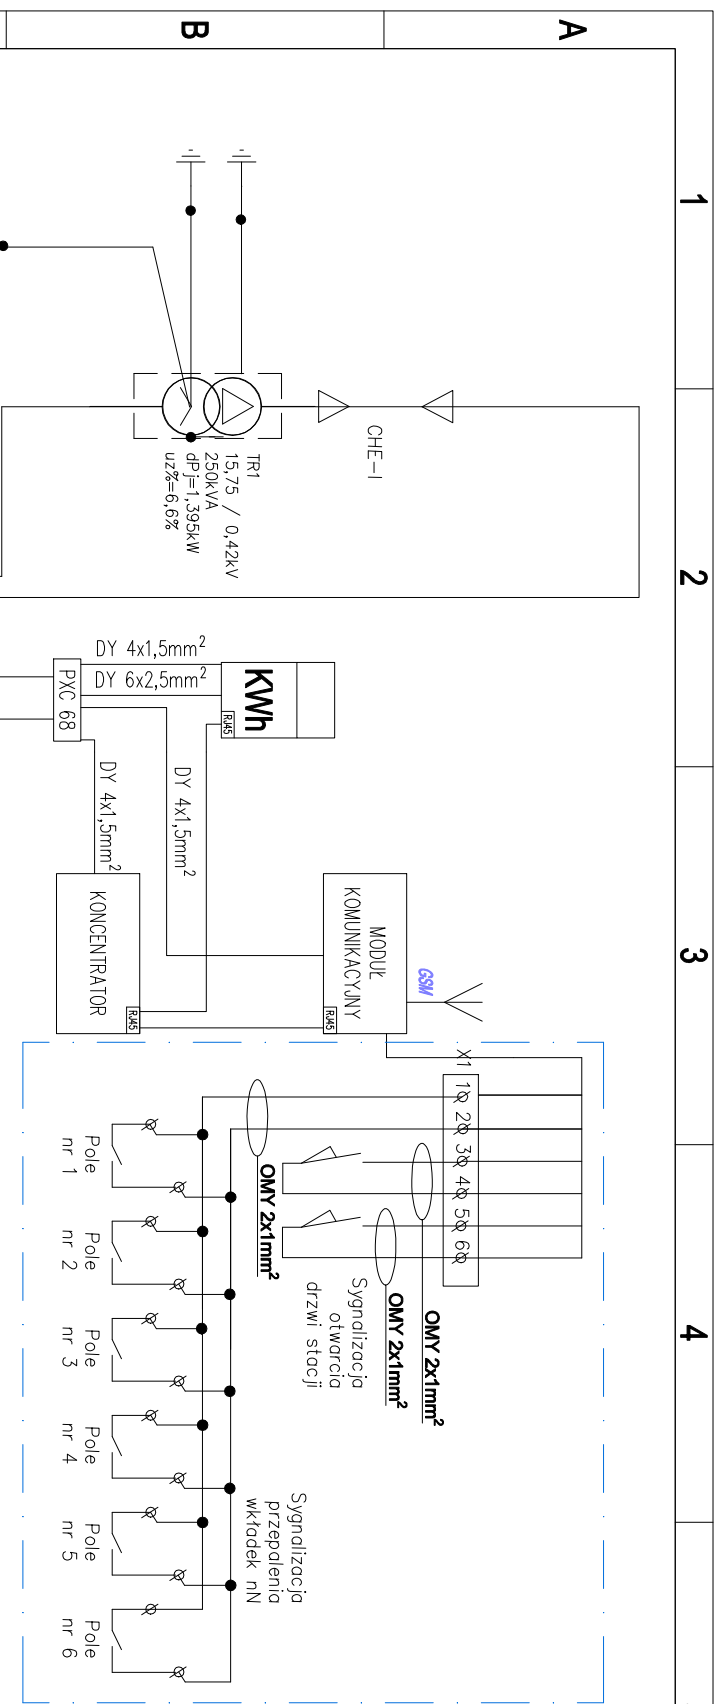 A
B
1
2
3
4
CHE-I
TR1
15,75 / 0,42kV
250kVA
dPj=1,395kW
uz%=6,6%
KWh
RJ45
DY 4x1,5mm²
DY 6x2,5mm²
PXC 68
DY 4x1,5mm²
DY 4x1,5mm²
MODUŁ
KOMUNIKACYJNY
RJ45
GSM
KONCENTRATOR
RJ45
X1
1
2
3
4
5
6
OMY 2x1mm²
OMY 2x1mm²
OMY 2x1mm²
Sygnalizacja
otwarcia
drzwi stacji
Sygnalizacja
przepalenia
wkładek nN
Pole
nr 1
Pole
nr 2
Pole
nr 3
Pole
nr 4
Pole
nr 5
Pole
nr 6